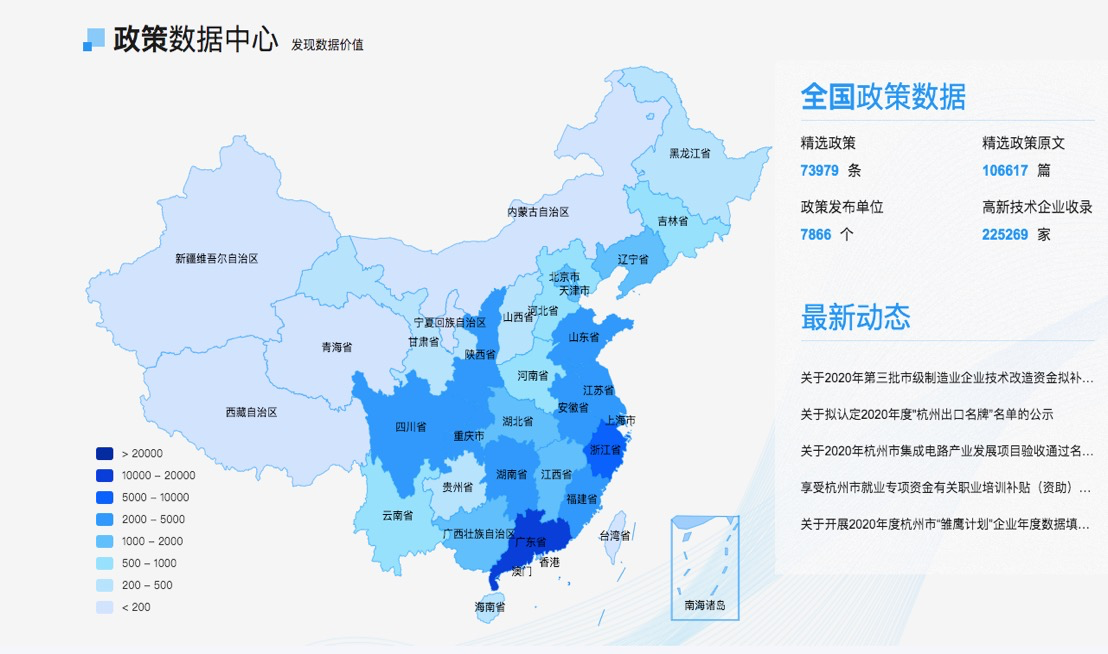 政策数据中心 发现数据价值
黑龙江省
内蒙古自治区
吉林省
新疆维吾尔自治区
辽宁省
北京市
天津市
河北省
山西省
宁夏回族自治区
山东省
甘肃省
青海省
陕西省
河南省
江苏省
安徽省
西藏自治区
上海市
湖北省
四川省
重庆市
浙江省
湖南省
江西省
贵州省
福建省
云南省
广西壮族自治区
台湾省
广东省
香港
澳门
海南省
南海诸岛
> 20000
10000 – 20000
5000 – 10000
2000 – 5000
1000 – 2000
500 – 1000
200 – 500
< 200
全国政策数据
精选政策 精选政策原文
73979 条 106617 篇
政策发布单位 高新技术企业收录
7866 个 225269 家
最新动态
关于2020年第三批市级制造业企业技术改造资金拟补...
关于拟认定2020年度"杭州出口名牌"名单的公示
关于2020年杭州市集成电路产业发展项目验收通过名...
享受杭州市就业专项资金有关职业培训补贴（资助）...
关于开展2020年度杭州市"雏鹰计划"企业年度数据填...